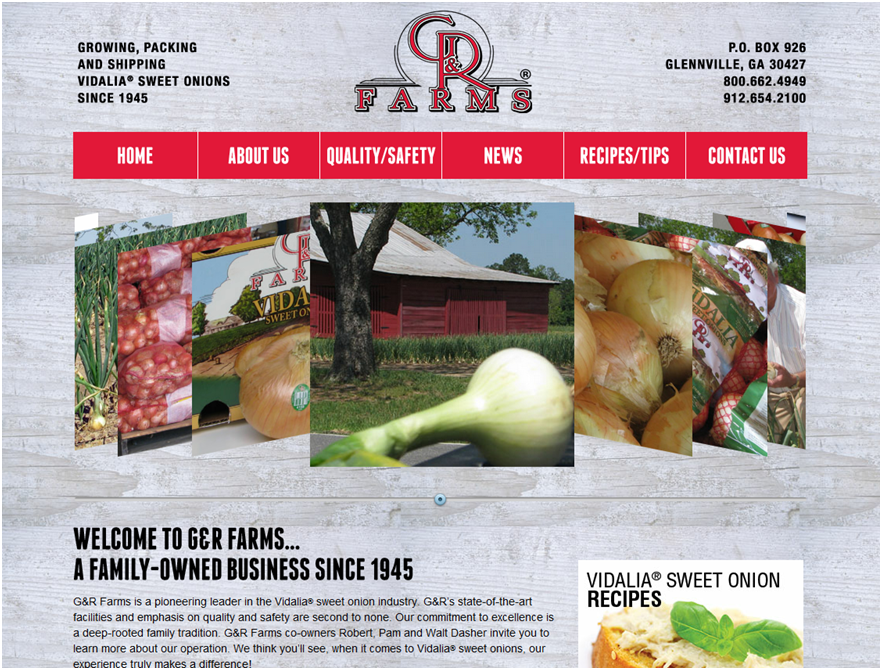 GROWING, PACKING
AND SHIPPING
VIDALIA® SWEET ONIONS
SINCE 1945
G&R
FARMS®
P.O. BOX 926
GLENNVILLE, GA 30427
800.662.4949
912.654.2100
HOME
ABOUT US
QUALITY/SAFETY
NEWS
RECIPES/TIPS
CONTACT US
WELCOME TO G&R FARMS...
A FAMILY-OWNED BUSINESS SINCE 1945
G&R Farms is a pioneering leader in the Vidalia® sweet onion industry. G&R's state-of-the-art
facilities and emphasis on quality and safety are second to none. Our commitment to excellence is
a deep-rooted family tradition. G&R Farms co-owners Robert, Pam and Walt Dasher invite you to
learn more about our operation. We think you'll see, when it comes to Vidalia® sweet onions, our
experience truly makes a difference!
VIDALIA® SWEET ONION
RECIPES